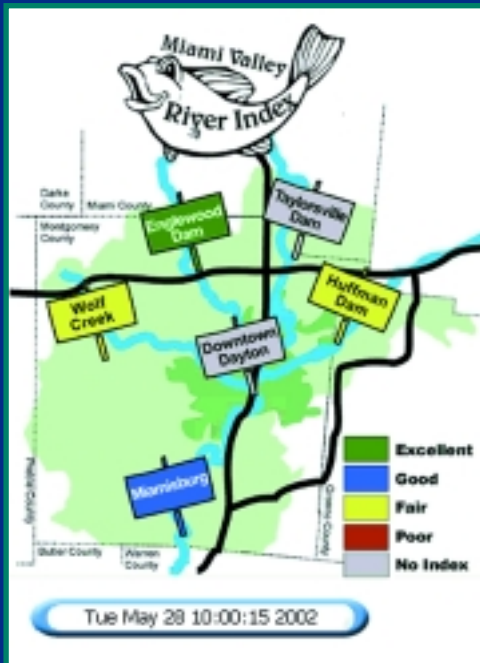 Miami Valley
River Index
Darke
County
Miami County
Montgomery
County
Englewood
Dam
Taylorsville
Dam
Wolf
Creek
Huffman
Dam
Downtown
Dayton
Miamisburg
Preble County
Greene County
Butler County
Warren
County
Excellent
Good
Fair
Poor
No Index
Tue May 28 10:00:15 2002